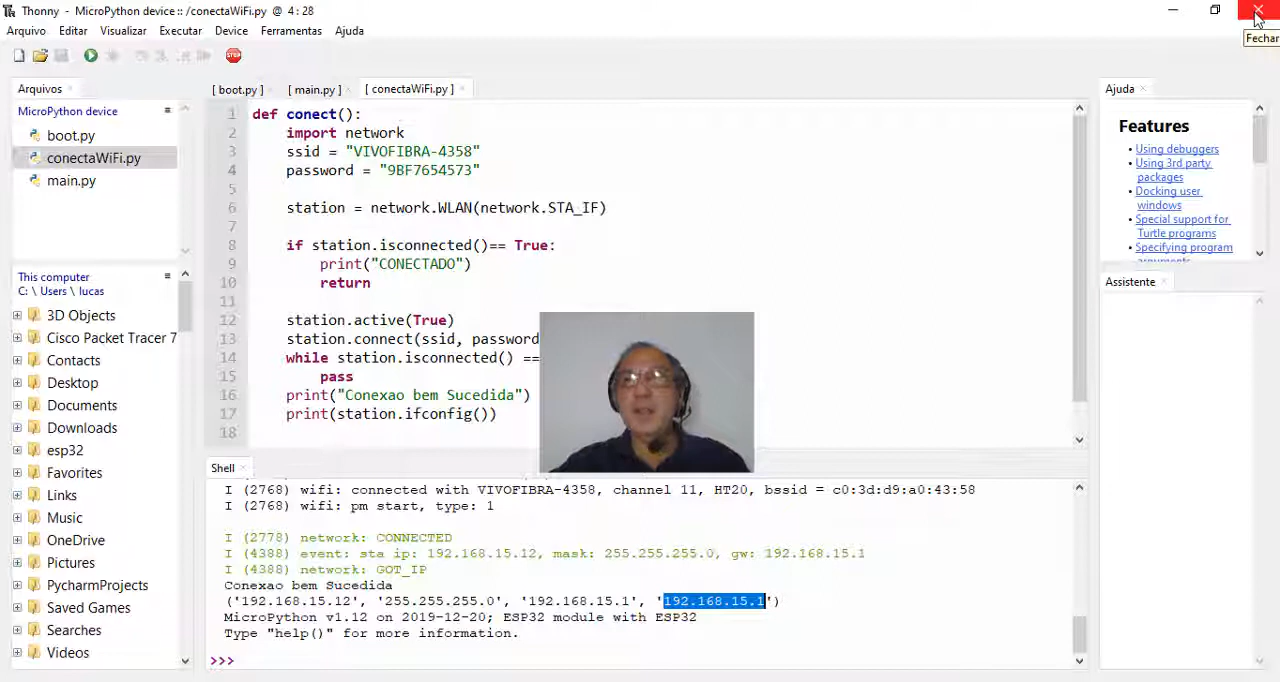 Thonny - MicroPython device :: /conectaWiFi.py @ 4 : 28
Arquivo Editar Visualizar Executar Device Ferramentas Ajuda
STOP
Fechar
Arquivos
MicroPython device
boot.py
conectaWiFi.py
main.py
This computer
C: \ Users \ lucas
3D Objects
Cisco Packet Tracer 7
Contacts
Desktop
Documents
Downloads
esp32
Favorites
Links
Music
OneDrive
Pictures
PycharmProjects
Saved Games
Searches
Videos
[ boot.py ] [ main.py ] [ conectaWiFi.py ]
1 def conect():
2 import network
3 ssid = "VIVOFIBRA-4358"
4 password = "9BF7654573"
5
6 station = network.WLAN(network.STA_IF)
7
8 if station.isconnected()== True:
9 print("CONECTADO")
10 return
11
12 station.active(True)
13 station.connect(ssid, password
14 while station.isconnected() ==
15 pass
16 print("Conexao bem Sucedida")
17 print(station.ifconfig())
18
Shell
I (2768) wifi: connected with VIVOFIBRA-4358, channel 11, HT20, bssid = c0:3d:d9:a0:43:58
I (2768) wifi: pm start, type: 1
I (2778) network: CONNECTED
I (4388) event: sta ip: 192.168.15.12, mask: 255.255.255.0, gw: 192.168.15.1
I (4388) network: GOT_IP
Conexao bem Sucedida
('192.168.15.12', '255.255.255.0', '192.168.15.1', '192.168.15.1')
MicroPython v1.12 on 2019-12-20; ESP32 module with ESP32
Type "help()" for more information.
>>>
Ajuda
Features
Using debuggers
Using 3rd party
packages
Docking user
windows
Special support for
Turtle programs
Specifying program
Assistente